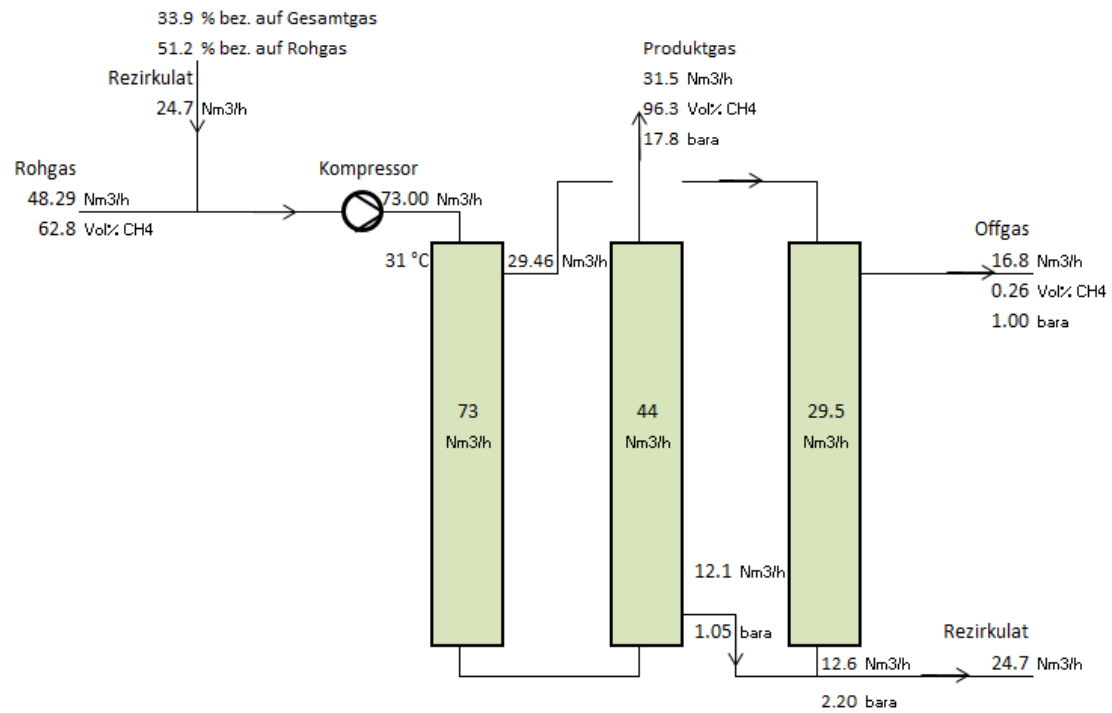 33.9 % bez. auf Gesamtgas
51.2 % bez. auf Rohgas
Rezirkulat
24.7 Nm3/h
Produktgas
31.5 Nm3/h
96.3 Vol% CH4
17.8 bara
Rohgas
48.29 Nm3/h
62.8 Vol% CH4
Kompressor
73.00 Nm3/h
31 °C
29.46 Nm3/h
Offgas
16.8 Nm3/h
0.26 Vol% CH4
1.00 bara
73
Nm3/h
44
Nm3/h
29.5
Nm3/h
12.1 Nm3/h
1.05 bara
Rezirkulat
12.6 Nm3/h
24.7 Nm3/h
2.20 bara